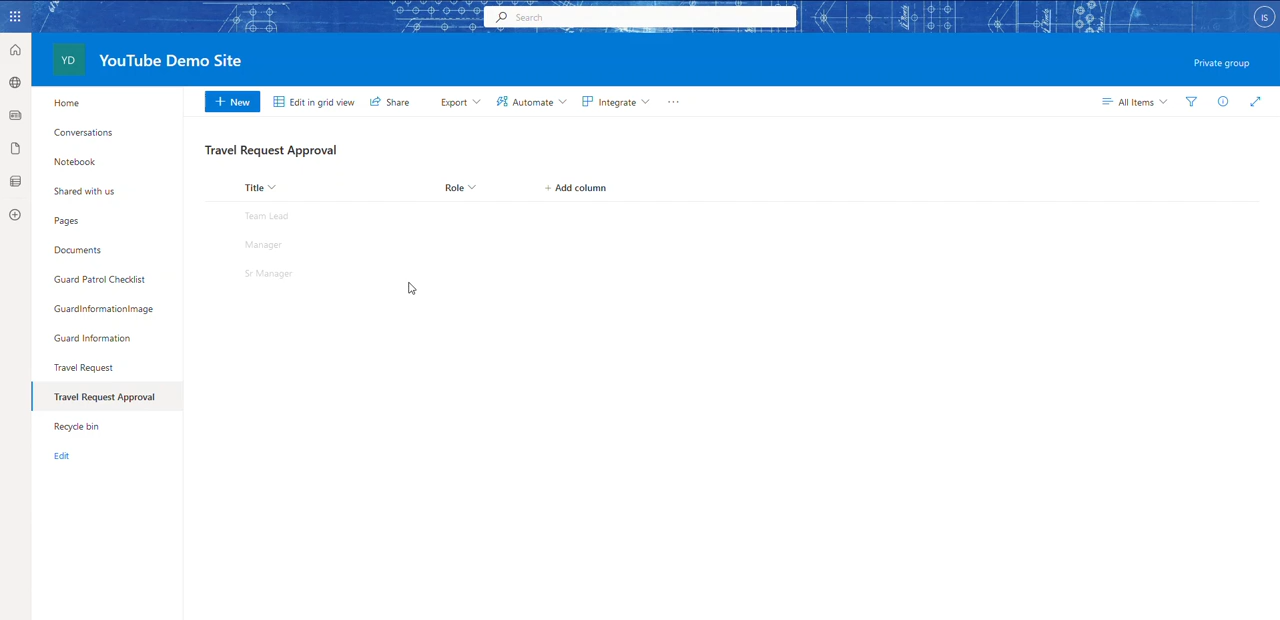 Search
IS
YD
YouTube Demo Site
Private group
Home
Conversations
Notebook
Shared with us
Pages
Documents
Guard Patrol Checklist
GuardInformationImage
Guard Information
Travel Request
Travel Request Approval
Recycle bin
Edit
+ New
Edit in grid view
Share
Export
Automate
Integrate
...
All Items
Travel Request Approval
Title
Role
+ Add column
Team Lead
Manager
Sr Manager